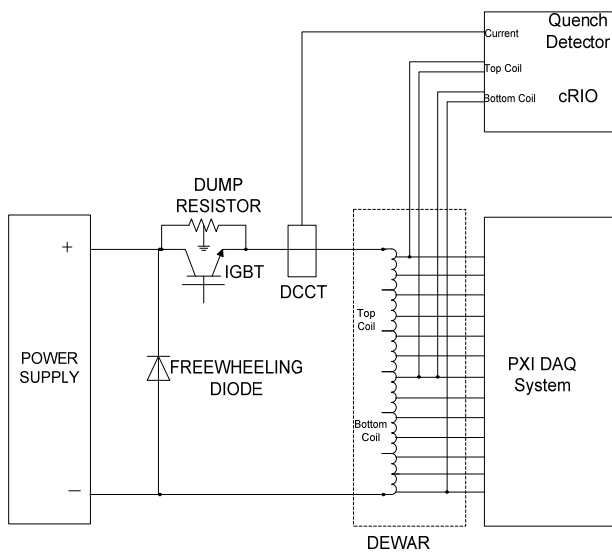 Quench
Detector
cRIO
Current
Top Coil
Bottom Coil
DUMP
RESISTOR
IGBT
DCCT
+
POWER
SUPPLY
−
FREEWHEELING
DIODE
Top
Coil
Bottom
Coil
PXI DAQ
System
DEWAR